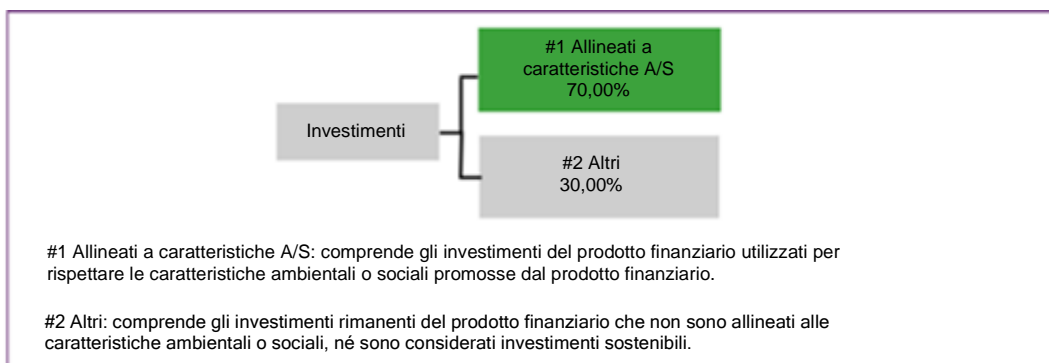 #1 Allineati a
caratteristiche A/S
70,00%
Investimenti
#2 Altri
30,00%
#1 Allineati a caratteristiche A/S: comprende gli investimenti del prodotto finanziario utilizzati per
rispettare le caratteristiche ambientali o sociali promosse dal prodotto finanziario.
#2 Altri: comprende gli investimenti rimanenti del prodotto finanziario che non sono allineati alle
caratteristiche ambientali o sociali, né sono considerati investimenti sostenibili.